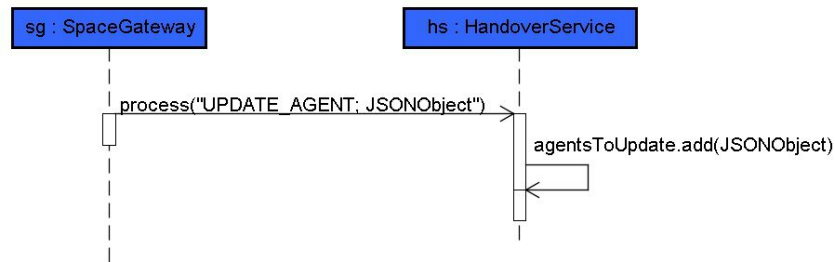 sg : SpaceGateway
hs : HandoverService
process("UPDATE_AGENT; JSONObject")
agentsToUpdate.add(JSONObject)